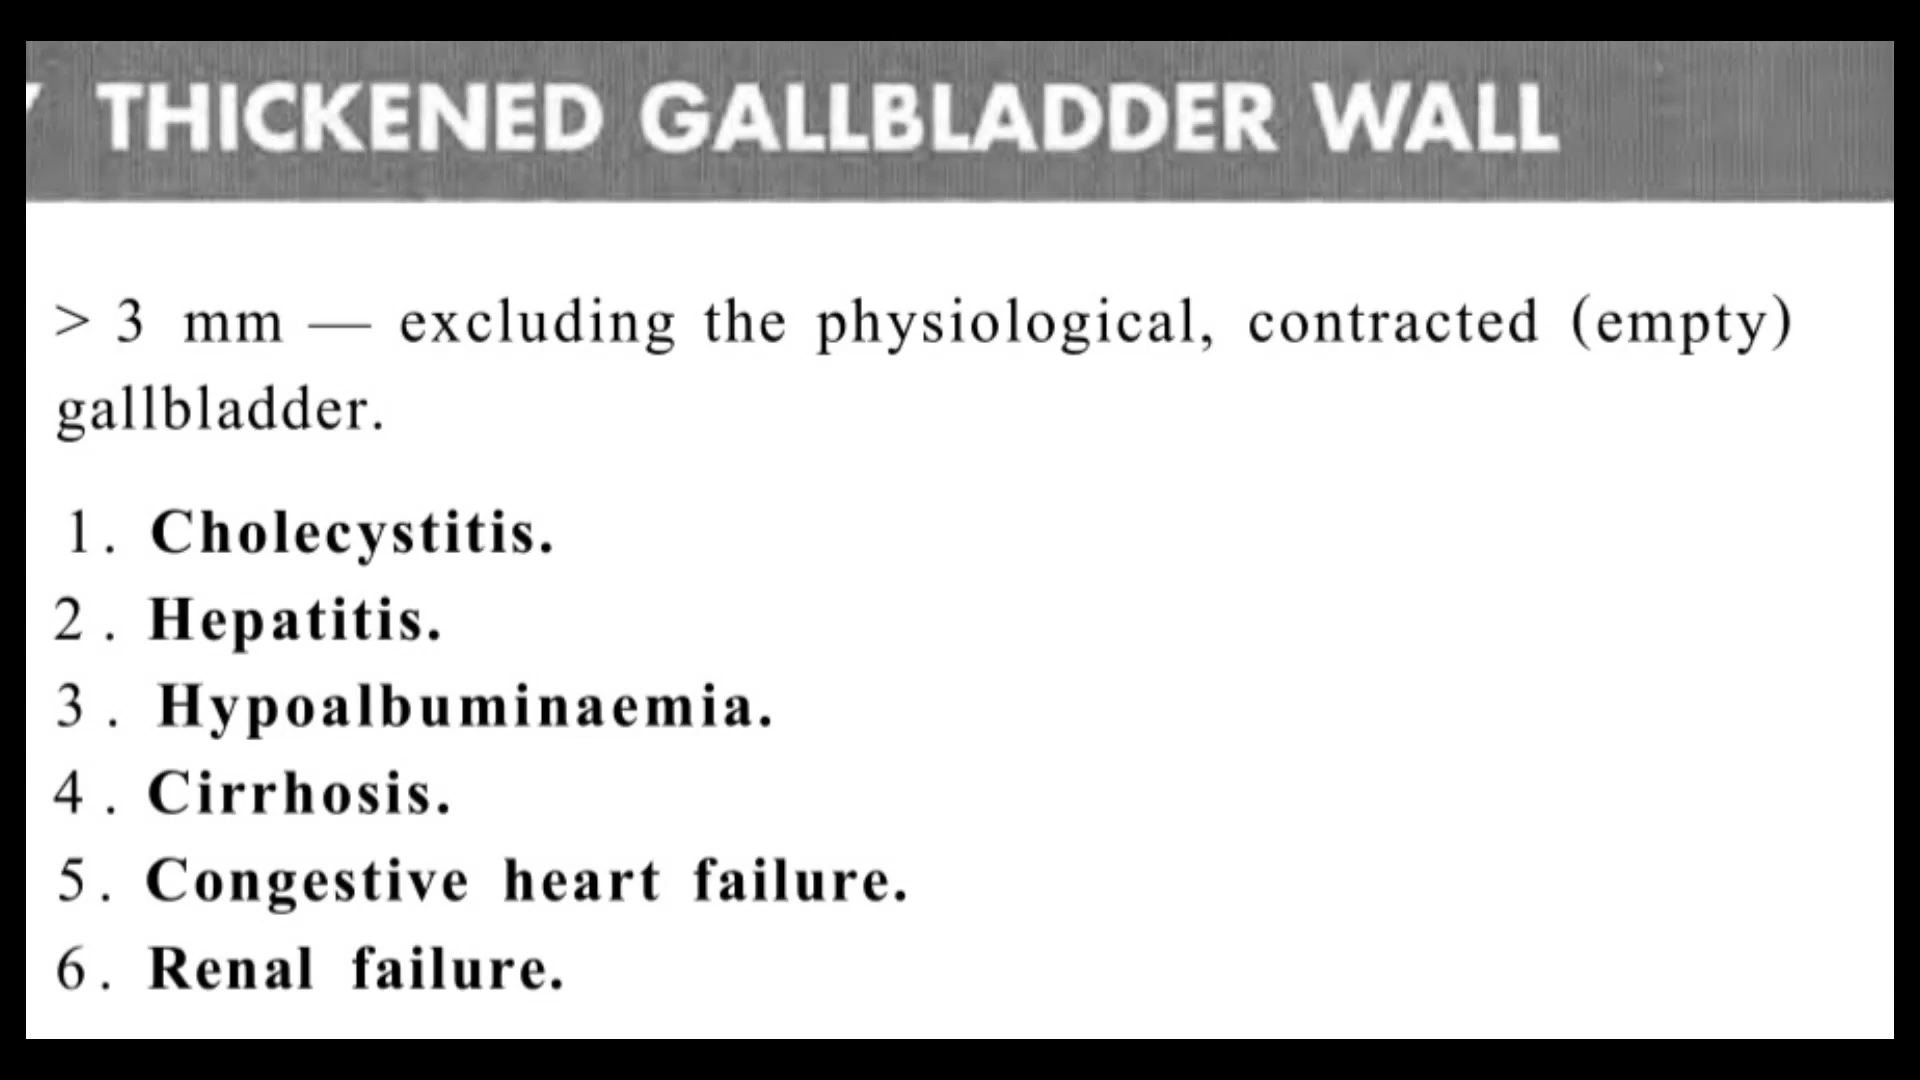 THICKENED GALLBLADDER WALL
> 3 mm — excluding the physiological, contracted (empty)
gallbladder.
1. Cholecystitis.
2. Hepatitis.
3. Hypoalbuminaemia.
4. Cirrhosis.
5. Congestive heart failure.
6. Renal failure.